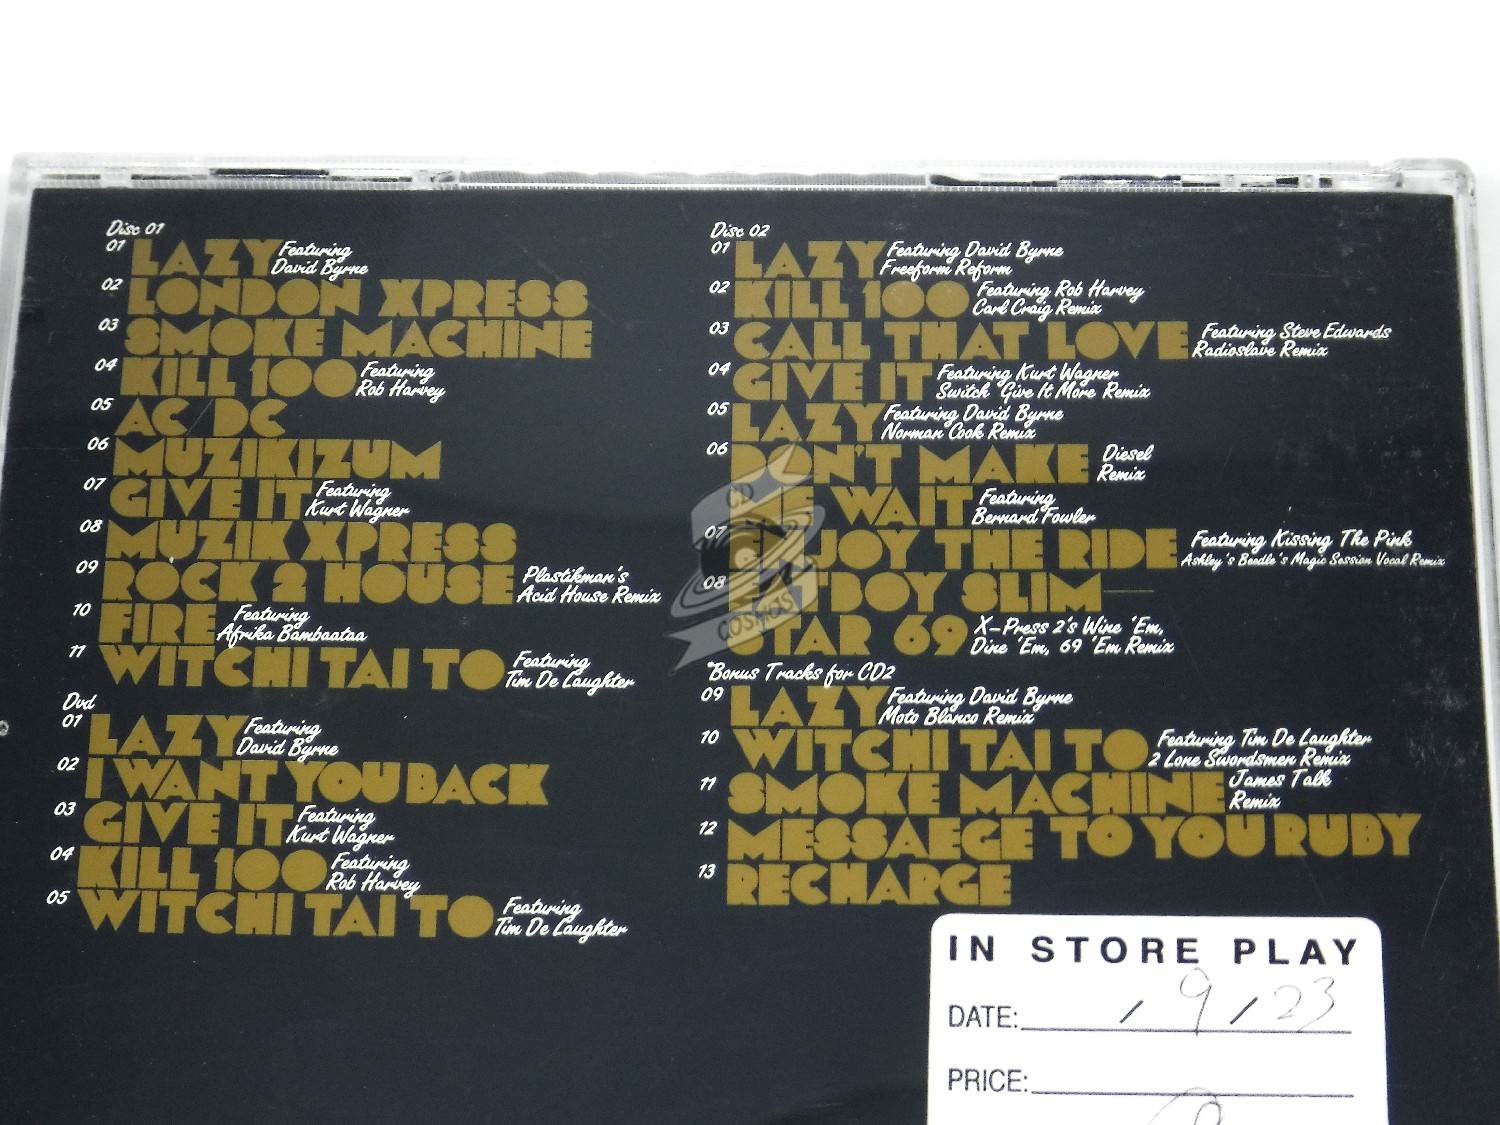 Disc 01
01 LAZY Featuring
David Byrne
02 LONDON XPRESS
03 SMOKE MACHINE
04 KILL 100 Featuring
Rob Harvey
05 AC DC
06 MUZIKIZUM
07 GIVE IT Featuring
Kurt Wagner
08 MUZIK XPRESS
09 ROCK 2 HOUSE Plastikman's
Acid House Remix
10 FIRE Featuring
Afrika Bambaataa
11 WITCHI TAI TO Featuring
Tim De Laughter
Dvd
01 LAZY Featuring
David Byrne
02 I WANT YOU BACK
03 GIVE IT Featuring
Kurt Wagner
04 KILL 100 Featuring
Rob Harvey
05 WITCHI TAI TO Featuring
Tim De Laughter
Disc 02
01 LAZY Featuring David Byrne
Freeform Reform
02 KILL 100 Featuring Rob Harvey
Carl Craig Remix
03 CALL THAT LOVE Featuring Steve Edwards
Radioslave Remix
04 GIVE IT Featuring Kurt Wagner
Switch 'Give It More Remix
05 LAZY Featuring David Byrne
Norman Cook Remix
06 DON'T MAKE Diesel
Remix
WAIT Featuring
Bernard Fowler
07 THE RIDE Featuring Kissing The Pink
Ashley's Beedle's Magic Session Vocal Remix
08 SLIM—
STAR 69 X-Press 2's Wine 'Em,
Dine 'Em, 69 'Em Remix
*Bonus Tracks for CD2
09 LAZY Featuring David Byrne
Moto Blanco Remix
10 WITCHI TAI TO Featuring Tim De Laughter
2 Lone Swordsmen Remix
11 SMOKE MACHINE James Talk
Remix
12 MESSAEGE TO YOU RUBY
13 RECHARGE
CD
COSMOS
IN STORE PLAY
DATE: / 9 / 23
PRICE: